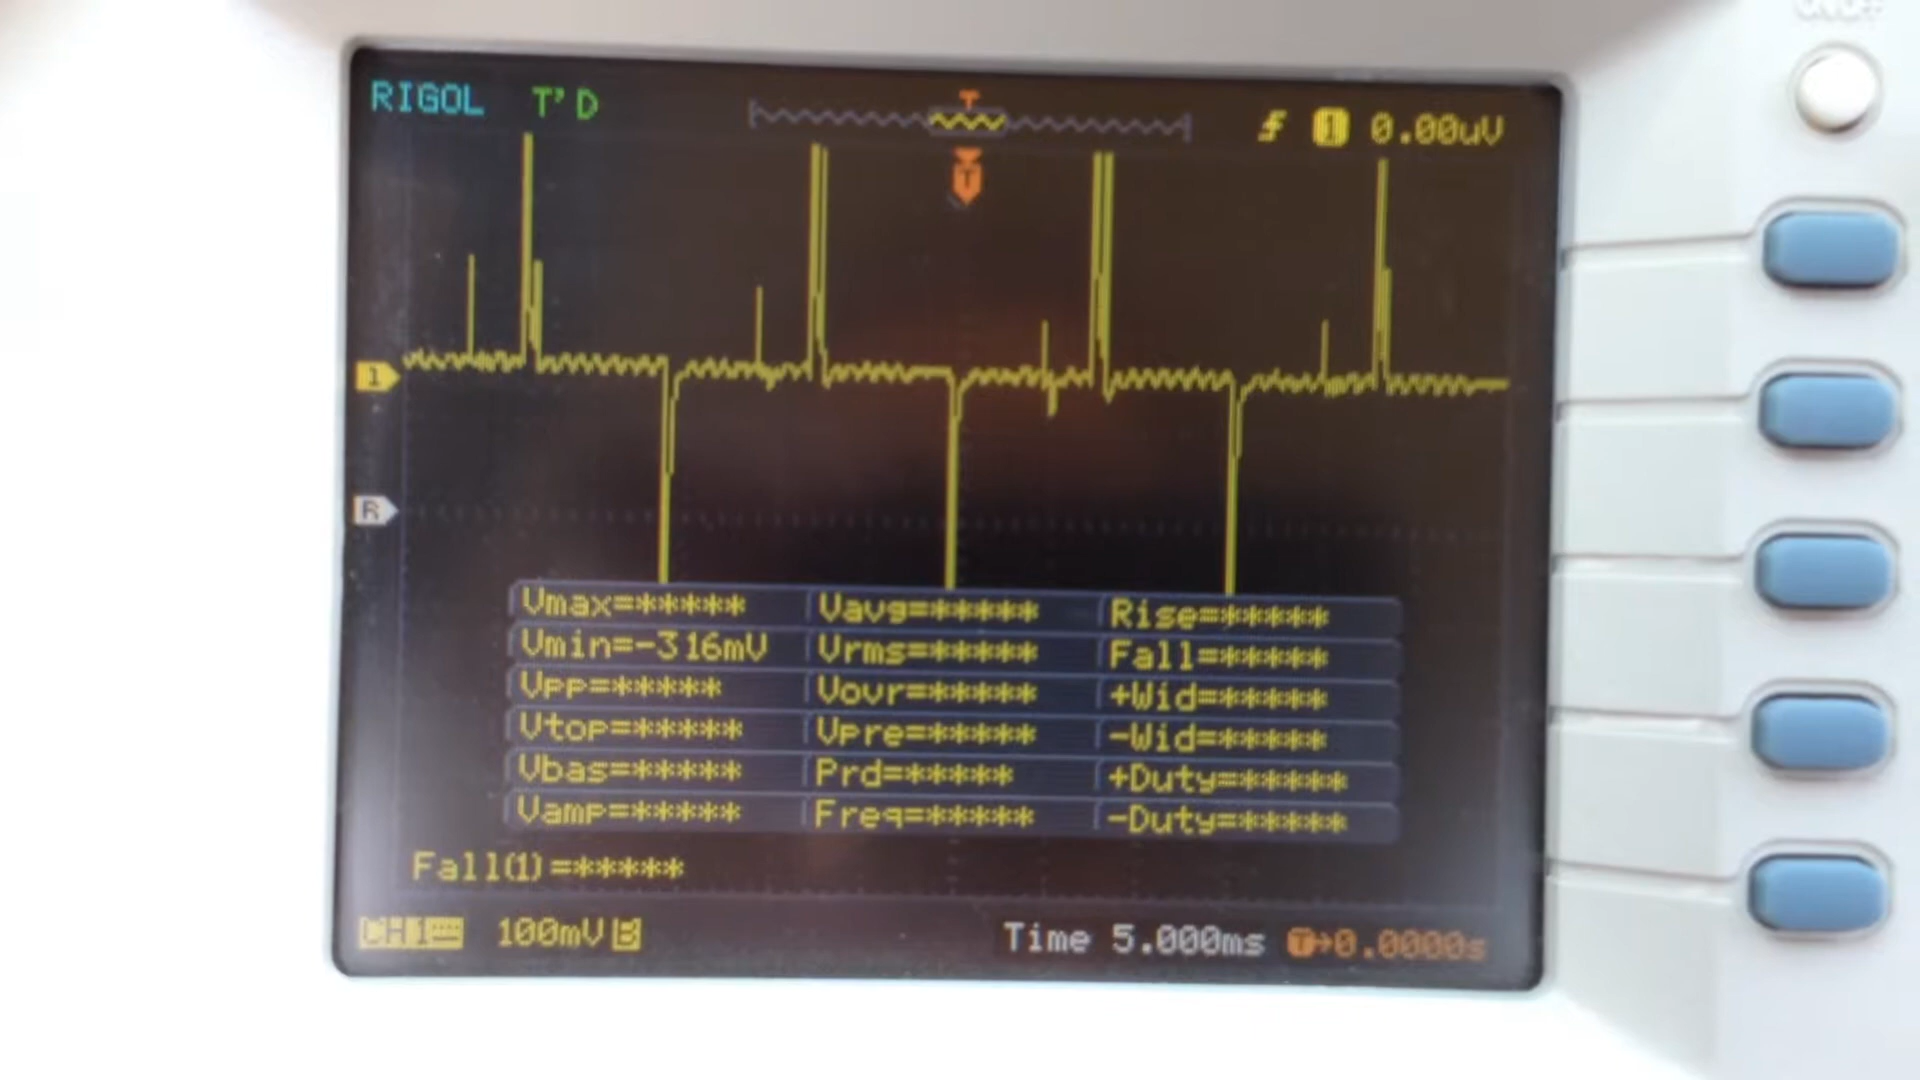 RIGOL T'D T 1 0.00uV
T
1
R
Vmax=***** Vavg=***** Rise=*****
Vmin=-316mV Vrms=***** Fall=*****
Vpp=***** Vovr=***** +Wid=*****
Vtop=***** Vpre=***** -Wid=*****
Vbas=***** Prd=***** +Duty=*****
Vamp=***** Freq=***** -Duty=*****
Fall(1)=*****
CH1 100mV B Time 5.000ms T→0.0000s